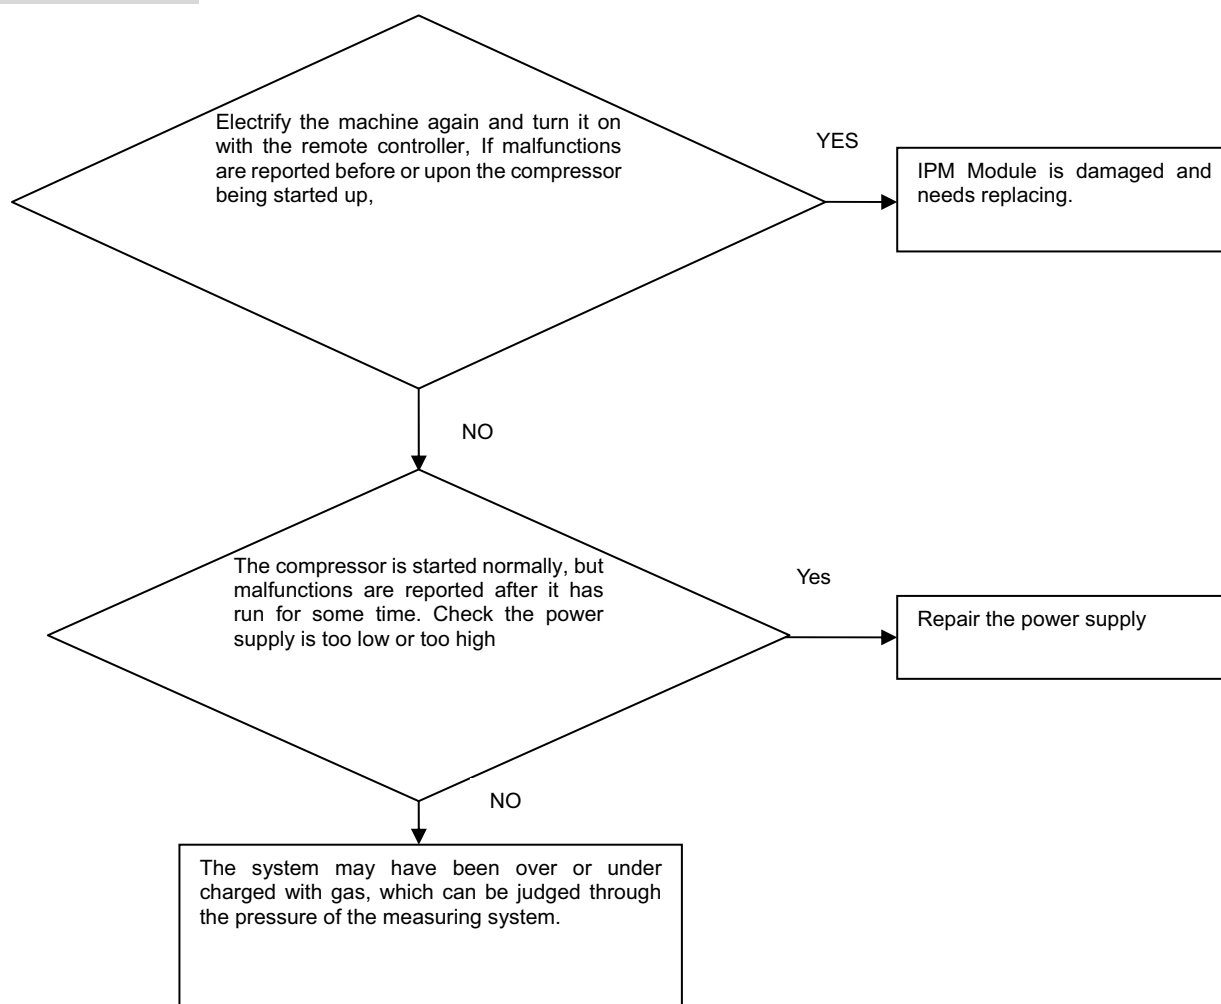 Electrify the machine again and turn it on
with the remote controller, If malfunctions
are reported before or upon the compressor
being started up,
YES
IPM Module is damaged and
needs replacing.
NO
The compressor is started normally, but
malfunctions are reported after it has
run for some time. Check the power
supply is too low or too high
Yes
Repair the power supply
NO
The system may have been over or under
charged with gas, which can be judged through
the pressure of the measuring system.